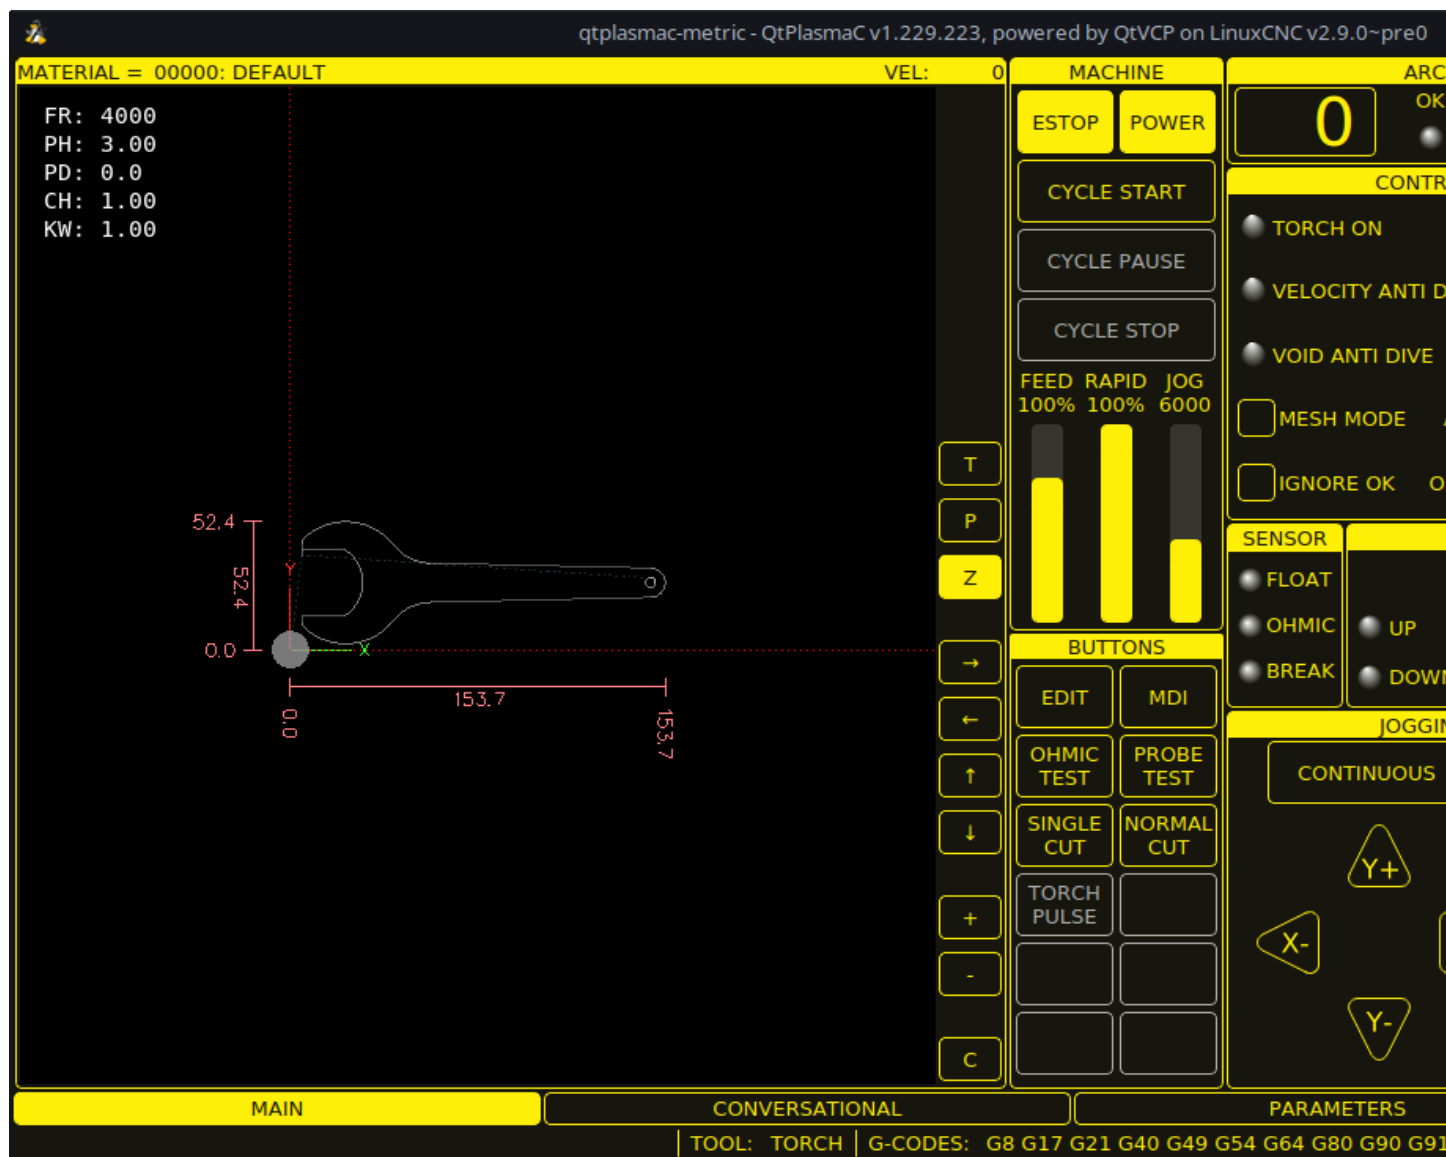 qtplasmac-metric - QtPlasmaC v1.229.223, powered by QtVCP on LinuxCNC v2.9.0~pre0
MATERIAL = 00000: DEFAULT VEL: 0
FR: 4000
PH: 3.00
PD: 0.0
CH: 1.00
KW: 1.00
52.4
52.4
0.0
Y
X
153.7
0.0
153.7
T
P
Z
→
←
↑
↓
+
-
C
MACHINE
ESTOP POWER
CYCLE START
CYCLE PAUSE
CYCLE STOP
FEED RAPID JOG
100% 100% 6000
BUTTONS
EDIT MDI
OHMIC TEST
PROBE TEST
SINGLE CUT
NORMAL CUT
TORCH PULSE
ARC
0 OK
CONTR
TORCH ON
VELOCITY ANTI D
VOID ANTI DIVE
MESH MODE
IGNORE OK O
SENSOR
FLOAT
OHMIC
BREAK
UP
DOWN
JOGGIN
CONTINUOUS
Y+
X-
Y-
MAIN CONVERSATIONAL PARAMETERS
TOOL: TORCH G-CODES: G8 G17 G21 G40 G49 G54 G64 G80 G90 G91